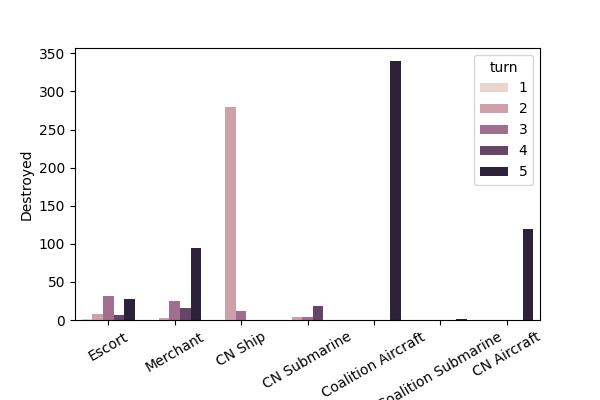 350
300
250
200
150
100
50
0
Destroyed
turn
1
2
3
4
5
Escort
Merchant
CN Ship
CN Submarine
Coalition Aircraft
Submarine
CN Aircraft